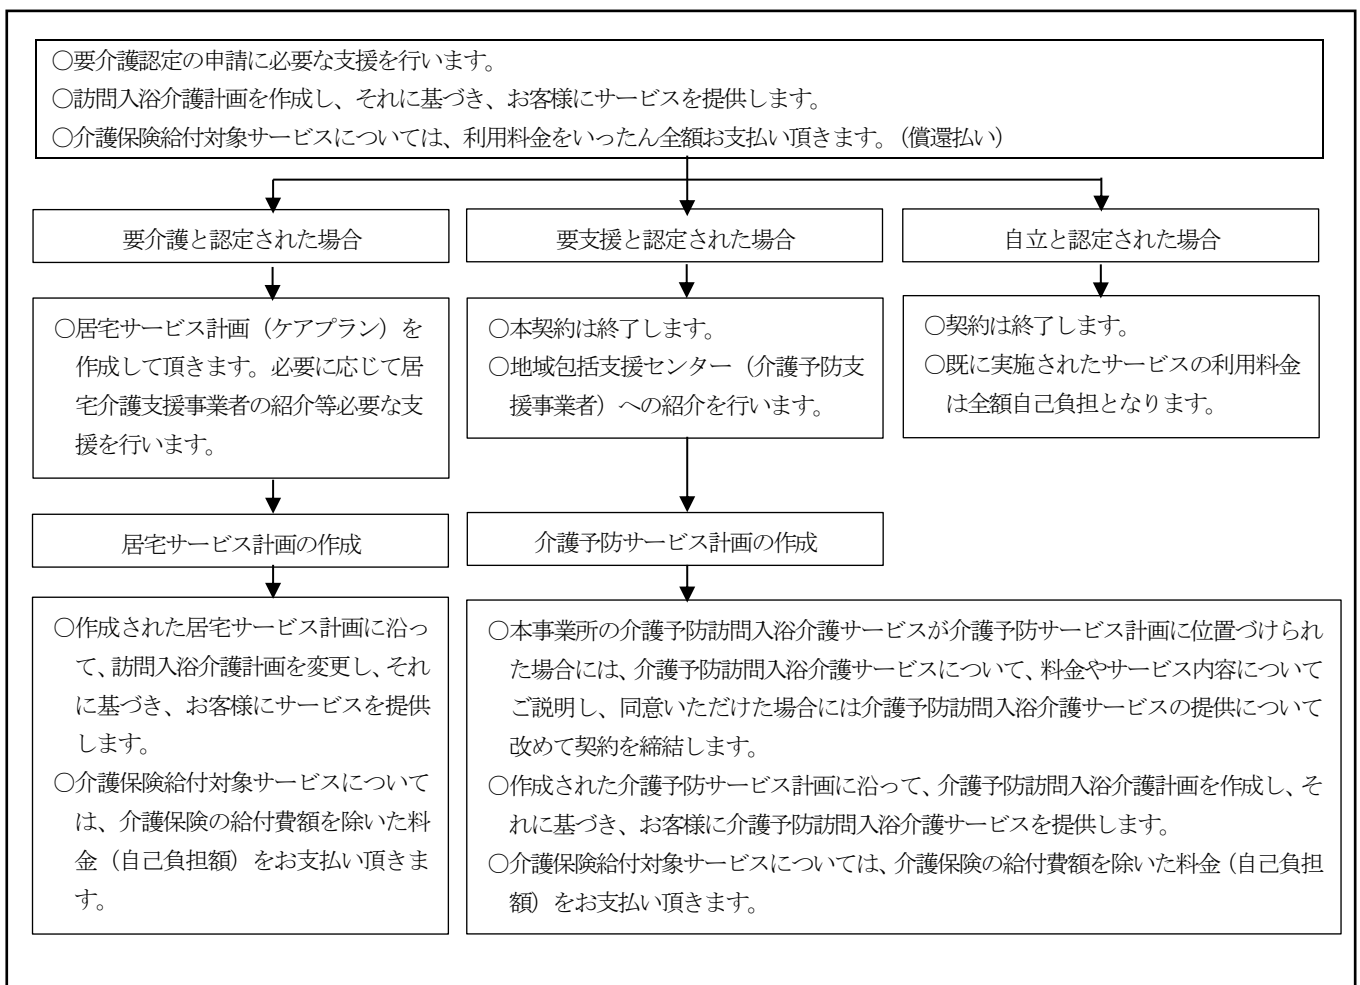 ○要介護認定の申請に必要な支援を行います。
○訪問入浴介護計画を作成し、それに基づき、お客様にサービスを提供します。
○介護保険給付対象サービスについては、利用料金をいったん全額お支払い頂きます。（償還払い）
要介護と認定された場合
要支援と認定された場合
自立と認定された場合
○居宅サービス計画（ケアプラン）を
作成して頂きます。必要に応じて居
宅介護支援事業者の紹介等必要な支
援を行います。
○本契約は終了します。
○地域包括支援センター（介護予防支
援事業者）への紹介を行います。
○契約は終了します。
○既に実施されたサービスの利用料金
は全額自己負担となります。
居宅サービス計画の作成
介護予防サービス計画の作成
○作成された居宅サービス計画に沿っ
て、訪問入浴介護計画を変更し、それ
に基づき、お客様にサービスを提供
します。
○介護保険給付対象サービスについて
は、介護保険の給付費額を除いた料
金（自己負担額）をお支払い頂きま
す。
○本事業所の介護予防訪問入浴介護サービスが介護予防サービス計画に位置づけられ
た場合には、介護予防訪問入浴介護サービスについて、料金やサービス内容について
ご説明し、同意いただけた場合には介護予防訪問入浴介護サービスの提供について
改めて契約を締結します。
○作成された介護予防サービス計画に沿って、介護予防訪問入浴介護計画を作成し、そ
れに基づき、お客様に介護予防訪問入浴介護サービスを提供します。
○介護保険給付対象サービスについては、介護保険の給付費額を除いた料金（自己負担
額）をお支払い頂きます。